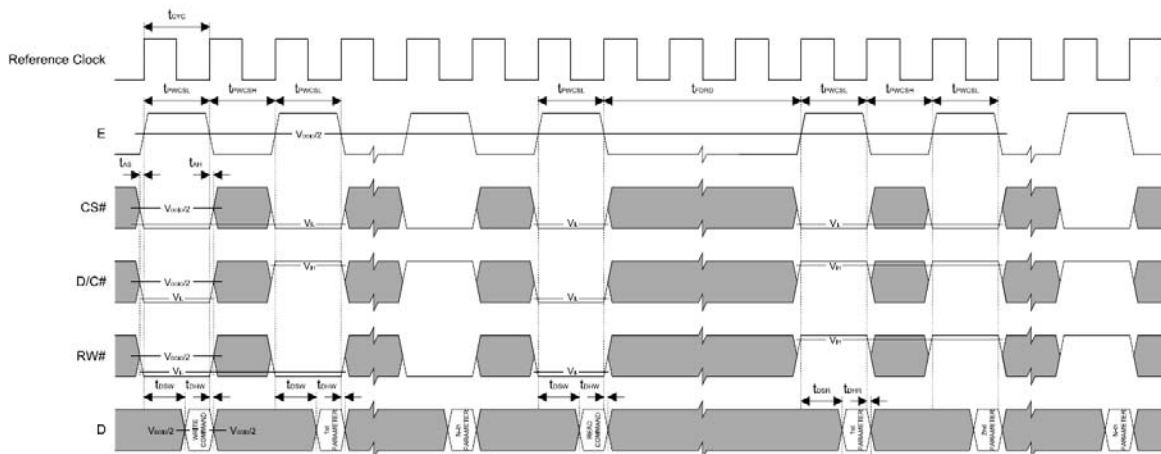 tCYC
Reference Clock
tPWCSL tPWCSH tPWCSL tPWCSL tFDRD tPWCSL tPWCSH tPWCSL
E
VDDIO/2
tAS tAH
CS#
VDDIO/2
VIL VIL VIL
D/C#
VIH VIH
VDDIO/2
VIL VIL
RW#
VIH
VDDIO/2
VIL VIL
tDSW tDHW tDSW tDHW tDSW tDHW tDSR tDHR
D
VDDIO/2 WRITE COMMAND VDDIO/2 1st PARAMETER N-th PARAMETER READ COMMAND 1st PARAMETER 2nd PARAMETER N-th PARAMETER